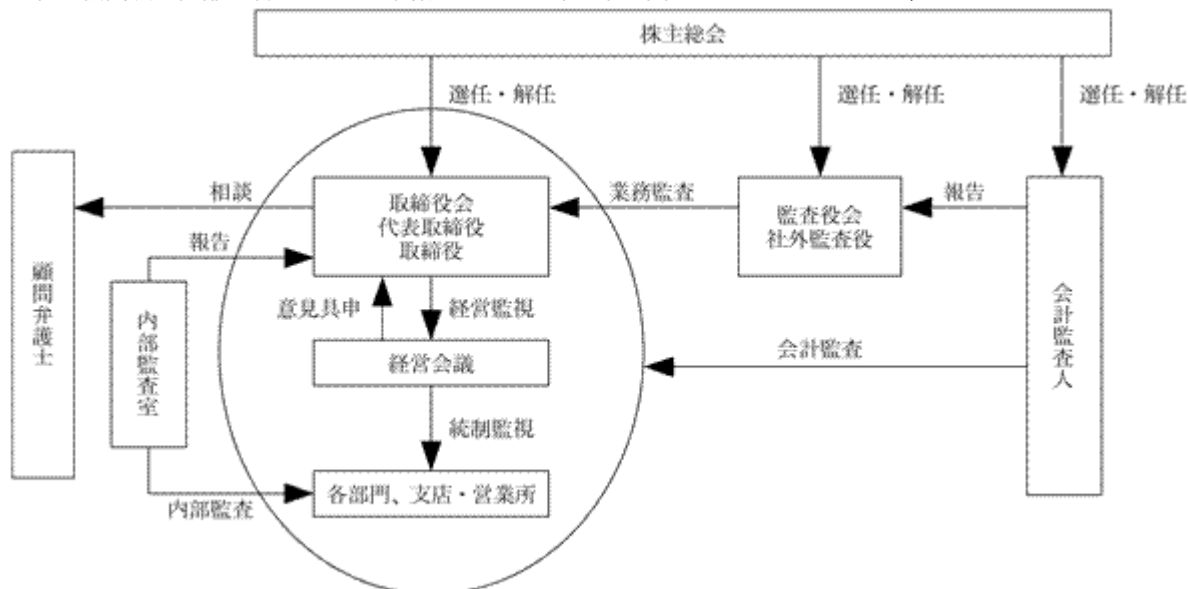 株主総会
選任・解任
選任・解任
選任・解任
相談
取締役会
代表取締役
取締役
業務監査
監査役会
社外監査役
報告
報告
顧問弁護士
内部監査室
意見具申
経営監視
会計監査人
経営会議
会計監査
統制監視
各部門、支店・営業所
内部監査